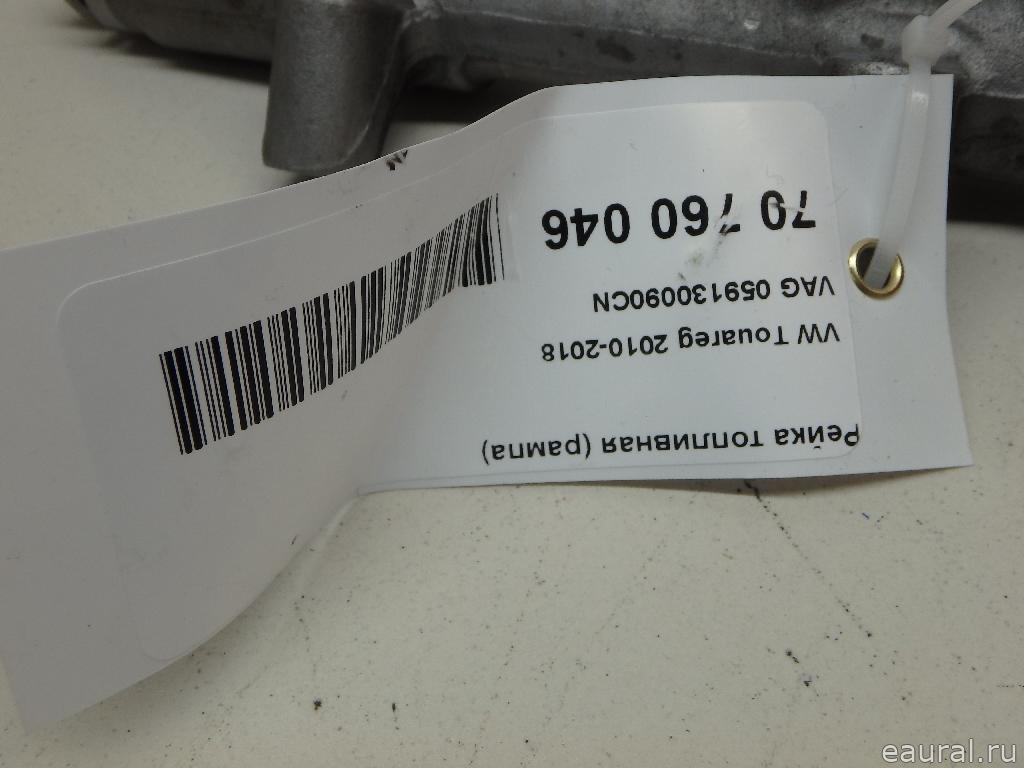 Рейка топливная (рампа)
VW Touareg 2010-2018
VAG 059130090CN
70 760 046
eaural.ru